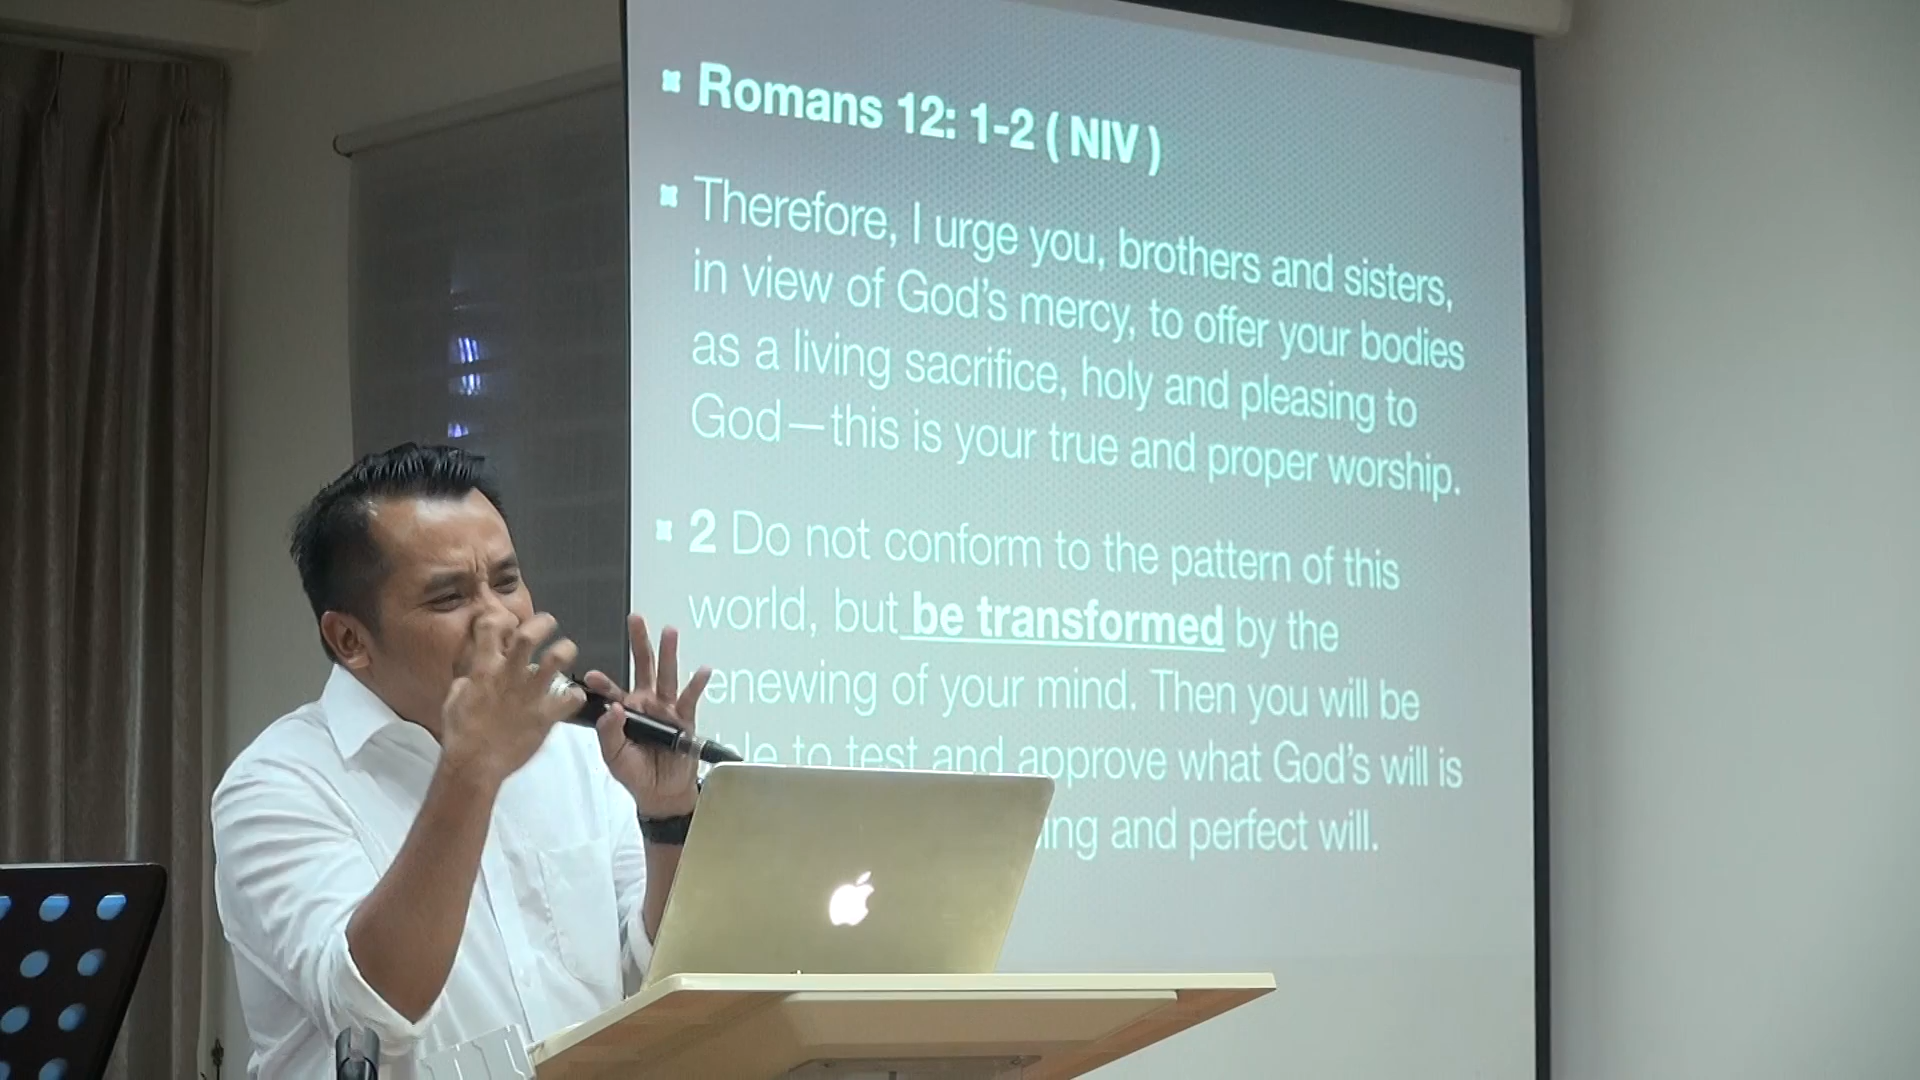 Romans 12: 1-2 ( NIV )
Therefore, I urge you, brothers and sisters,
in view of God's mercy, to offer your bodies
as a living sacrifice, holy and pleasing to
God—this is your true and proper worship.
2 Do not conform to the pattern of this
world, but be transformed by the
enewing of your mind. Then you will be
to test and approve what God's will is
ing and perfect will.